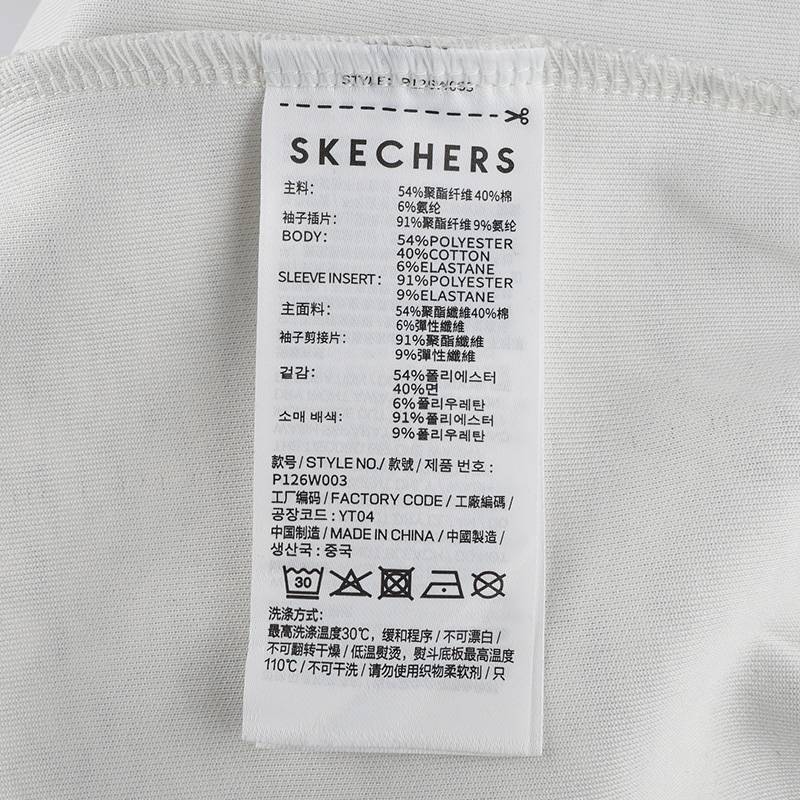 STYLE: P126W003
SKECHERS
主料: 54%聚酯纤维40%棉
6%氨纶
袖子插片: 91%聚酯纤维9%氨纶
BODY: 54%POLYESTER
40%COTTON
6%ELASTANE
SLEEVE INSERT: 91%POLYESTER
9%ELASTANE
主面料: 54%聚酯纖維40%棉
6%彈性纖維
袖子剪接片: 91%聚酯纖維
9%彈性纖維
겉감: 54%폴리에스터
40%면
6%폴리우레탄
소매 배색: 91%폴리에스터
9%폴리우레탄
款号/STYLE NO./款號/제품 번호:
P126W003
工厂编码/FACTORY CODE/工廠編碼/
공장코드: YT04
中国制造/MADE IN CHINA/中國製造/
생산국: 중국
30
洗涤方式:
最高洗涤温度30℃，缓和程序/不可漂白/
不可翻转干燥/低温熨烫，熨斗底板最高温度
110℃/不可干洗/请勿使用织物柔软剂/只